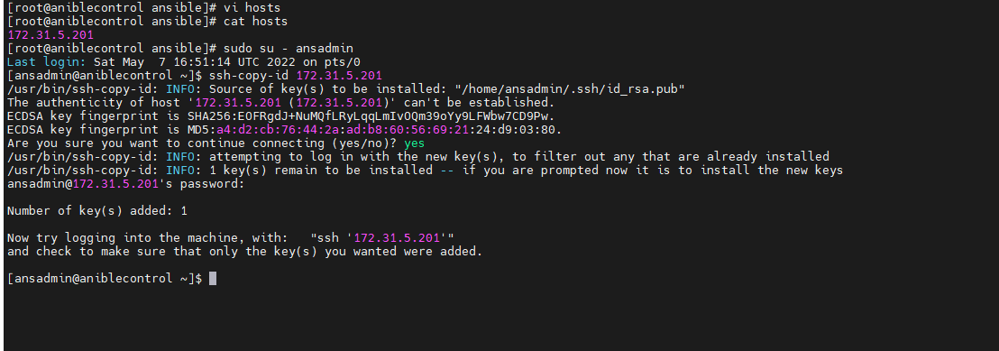 [root@aniblecontrol ansible]# vi hosts
[root@aniblecontrol ansible]# cat hosts
172.31.5.201
[root@aniblecontrol ansible]# sudo su - ansadmin
Last login: Sat May  7 16:51:14 UTC 2022 on pts/0
[ansadmin@aniblecontrol ~]$ ssh-copy-id 172.31.5.201
/usr/bin/ssh-copy-id: INFO: Source of key(s) to be installed: "/home/ansadmin/.ssh/id_rsa.pub"
The authenticity of host '172.31.5.201 (172.31.5.201)' can't be established.
ECDSA key fingerprint is SHA256:EOFRgdJ+NuMQfLRyLqqLmIvOQm39oYy9LFWbw7CD9Pw.
ECDSA key fingerprint is MD5:a4:d2:cb:76:44:2a:ad:b8:60:56:69:21:24:d9:03:80.
Are you sure you want to continue connecting (yes/no)? yes
/usr/bin/ssh-copy-id: INFO: attempting to log in with the new key(s), to filter out any that are already installed
/usr/bin/ssh-copy-id: INFO: 1 key(s) remain to be installed -- if you are prompted now it is to install the new keys
ansadmin@172.31.5.201's password:
Number of key(s) added: 1
Now try logging into the machine, with:   "ssh '172.31.5.201'"
and check to make sure that only the key(s) you wanted were added.
[ansadmin@aniblecontrol ~]$